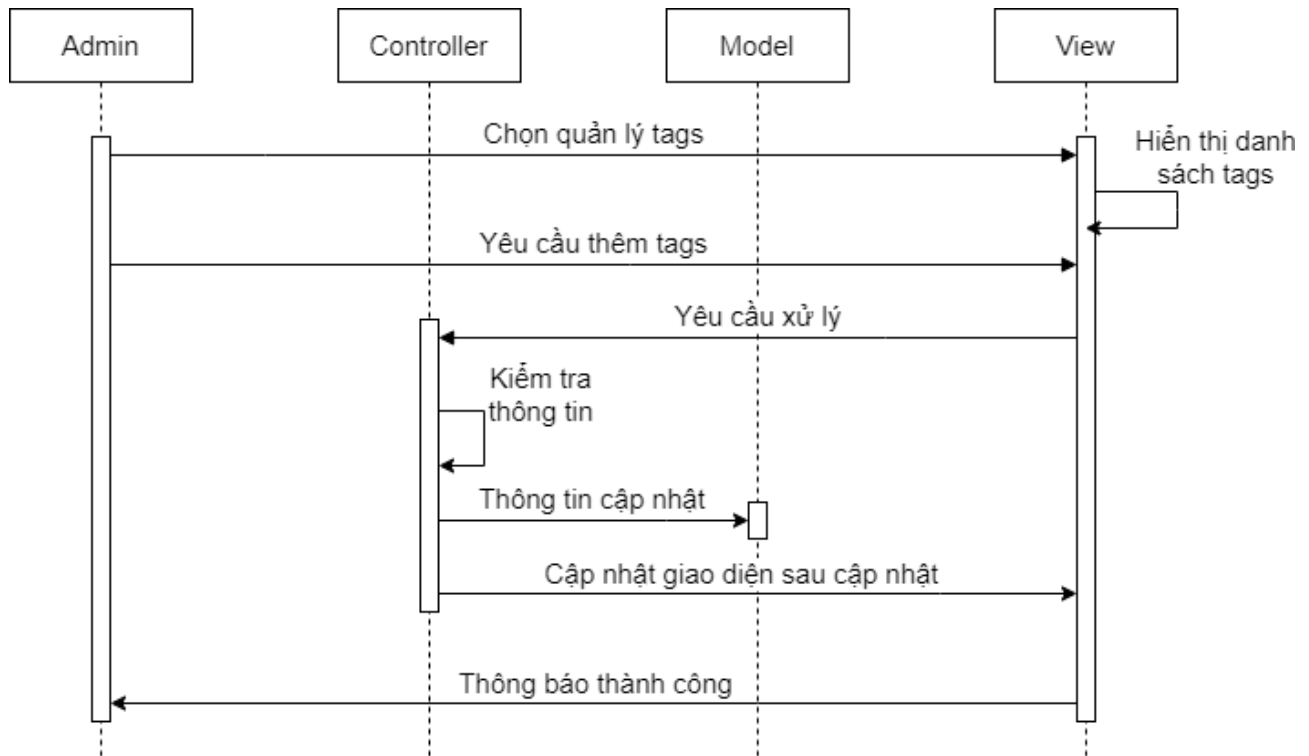 Admin
Controller
Model
View
Chọn quản lý tags
Hiển thị danh
sách tags
Yêu cầu thêm tags
Yêu cầu xử lý
Kiểm tra
thông tin
Thông tin cập nhật
Cập nhật giao diện sau cập nhật
Thông báo thành công